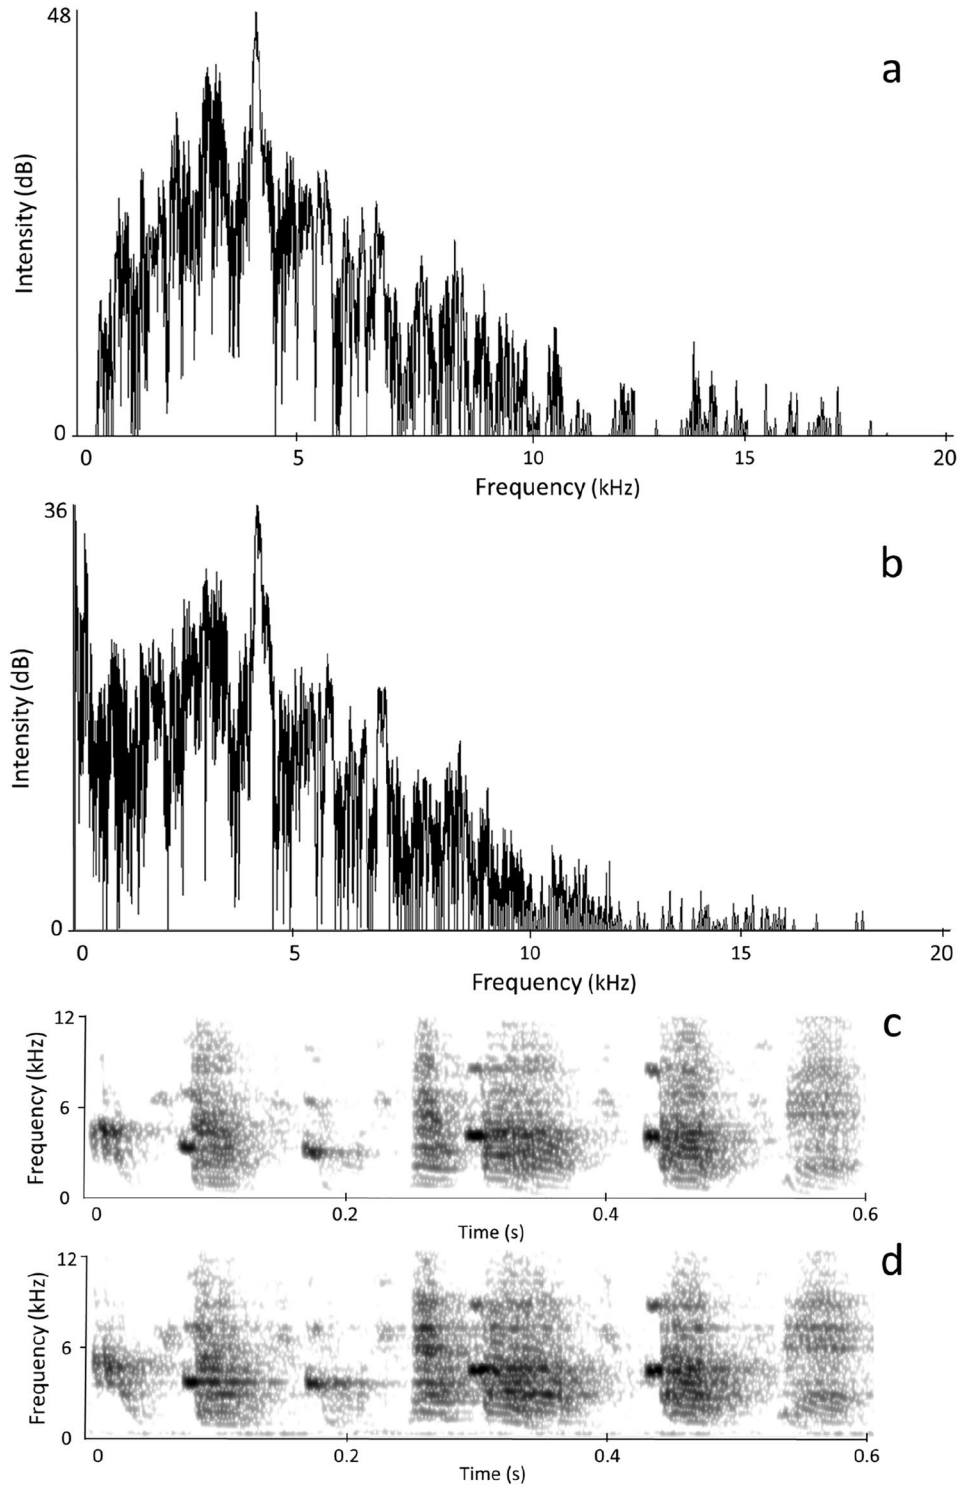 48
a
Intensity (dB)
0
0 5 10 15 20
Frequency (kHz)
36
b
Intensity (dB)
0
0 5 10 15 20
Frequency (kHz)
12
c
Frequency (kHz)
6
0
0 0.2 0.4 0.6
Time (s)
12
d
Frequency (kHz)
6
0
0 0.2 0.4 0.6
Time (s)